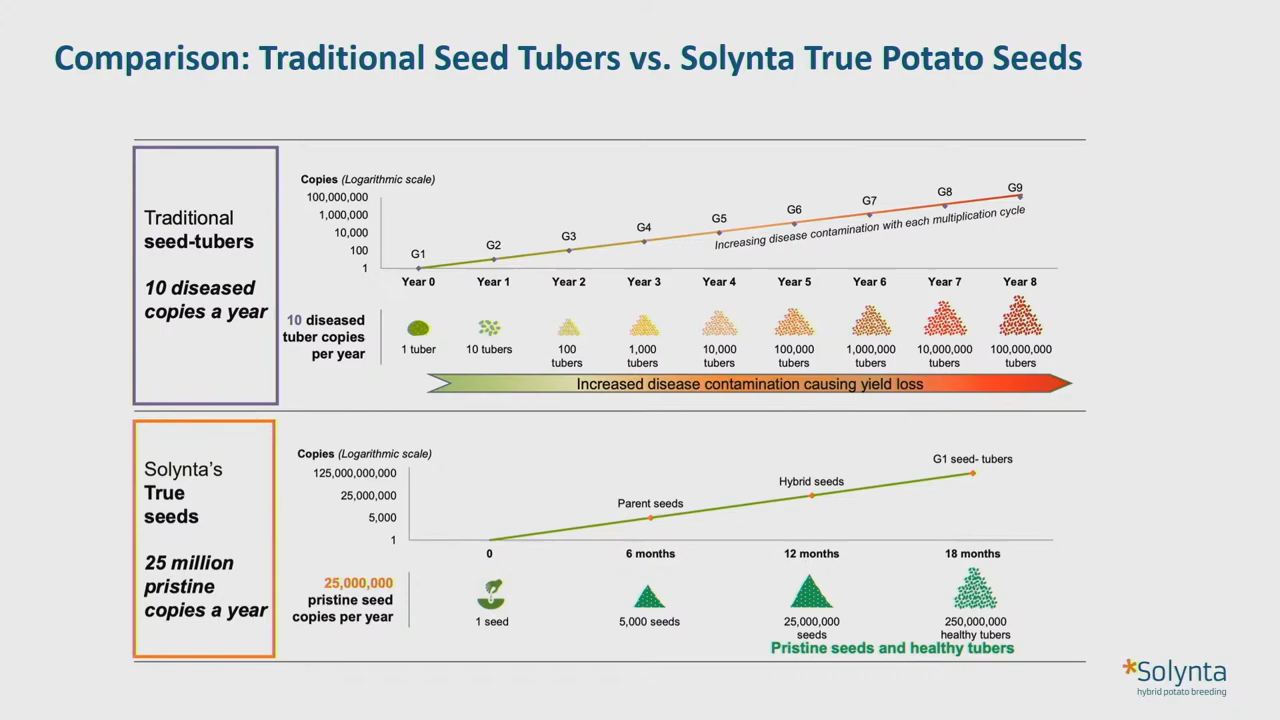 Comparison: Traditional Seed Tubers vs. Solynta True Potato Seeds
Traditional
seed-tubers
10 diseased
copies a year
Copies (Logarithmic scale)
100,000,000
1,000,000
10,000
100
1
G1
G2
G3
G4
G5
G6
G7
G8
G9
Increasing disease contamination with each multiplication cycle
Year 0
Year 1
Year 2
Year 3
Year 4
Year 5
Year 6
Year 7
Year 8
10 diseased
tuber copies
per year
1 tuber
10 tubers
100
tubers
1,000
tubers
10,000
tubers
100,000
tubers
1,000,000
tubers
10,000,000
tubers
100,000,000
tubers
Increased disease contamination causing yield loss
Solynta's
True
seeds
25 million
pristine
copies a year
Copies (Logarithmic scale)
125,000,000,000
25,000,000
5,000
1
Parent seeds
Hybrid seeds
G1 seed- tubers
0
6 months
12 months
18 months
25,000,000
pristine seed
copies per year
1 seed
5,000 seeds
25,000,000
seeds
250,000,000
healthy tubers
Pristine seeds and healthy tubers
Solynta
hybrid potato breeding